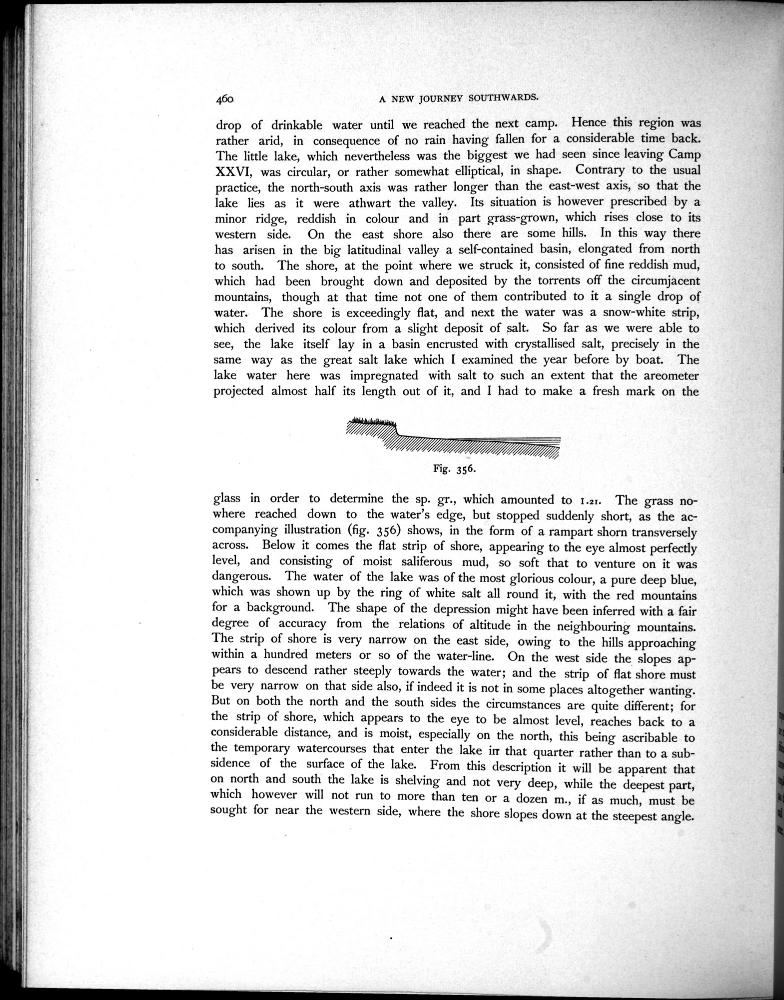 460
A NEW JOURNEY SOUTHWARDS.
drop of drinkable water until we reached the next camp. Hence this region was
rather arid, in consequence of no rain having fallen for a considerable time back.
The little lake, which nevertheless was the biggest we had seen since leaving Camp
XXVI, was circular, or rather somewhat elliptical, in shape. Contrary to the usual
practice, the north-south axis was rather longer than the east-west axis, so that the
lake lies as it were athwart the valley. Its situation is however prescribed by a
minor ridge, reddish in colour and in part grass-grown, which rises close to its
western side. On the east shore also there are some hills. In this way there
has arisen in the big latitudinal valley a self-contained basin, elongated from north
to south. The shore, at the point where we struck it, consisted of fine reddish mud,
which had been brought down and deposited by the torrents off the circumjacent
mountains, though at that time not one of them contributed to it a single drop of
water. The shore is exceedingly flat, and next the water was a snow-white strip,
which derived its colour from a slight deposit of salt. So far as we were able to
see, the lake itself lay in a basin encrusted with crystallised salt, precisely in the
same way as the great salt lake which I examined the year before by boat. The
lake water here was impregnated with salt to such an extent that the areometer
projected almost half its length out of it, and I had to make a fresh mark on the
Fig. 356.
glass in order to determine the sp. gr., which amounted to 1.21. The grass no-
where reached down to the water's edge, but stopped suddenly short, as the ac-
companying illustration (fig. 356) shows, in the form of a rampart shorn transversely
across. Below it comes the flat strip of shore, appearing to the eye almost perfectly
level, and consisting of moist saliferous mud, so soft that to venture on it was
dangerous. The water of the lake was of the most glorious colour, a pure deep blue,
which was shown up by the ring of white salt all round it, with the red mountains
for a background. The shape of the depression might have been inferred with a fair
degree of accuracy from the relations of altitude in the neighbouring mountains.
The strip of shore is very narrow on the east side, owing to the hills approaching
within a hundred meters or so of the water-line. On the west side the slopes ap-
pears to descend rather steeply towards the water; and the strip of flat shore must
be very narrow on that side also, if indeed it is not in some places altogether wanting.
But on both the north and the south sides the circumstances are quite different; for
the strip of shore, which appears to the eye to be almost level, reaches back to a
considerable distance, and is moist, especially on the north, this being ascribable to
the temporary watercourses that enter the lake in that quarter rather than to a sub-
sidence of the surface of the lake. From this description it will be apparent that
on north and south the lake is shelving and not very deep, while the deepest part,
which however will not run to more than ten or a dozen m., if as much, must be
sought for near the western side, where the shore slopes down at the steepest angle.